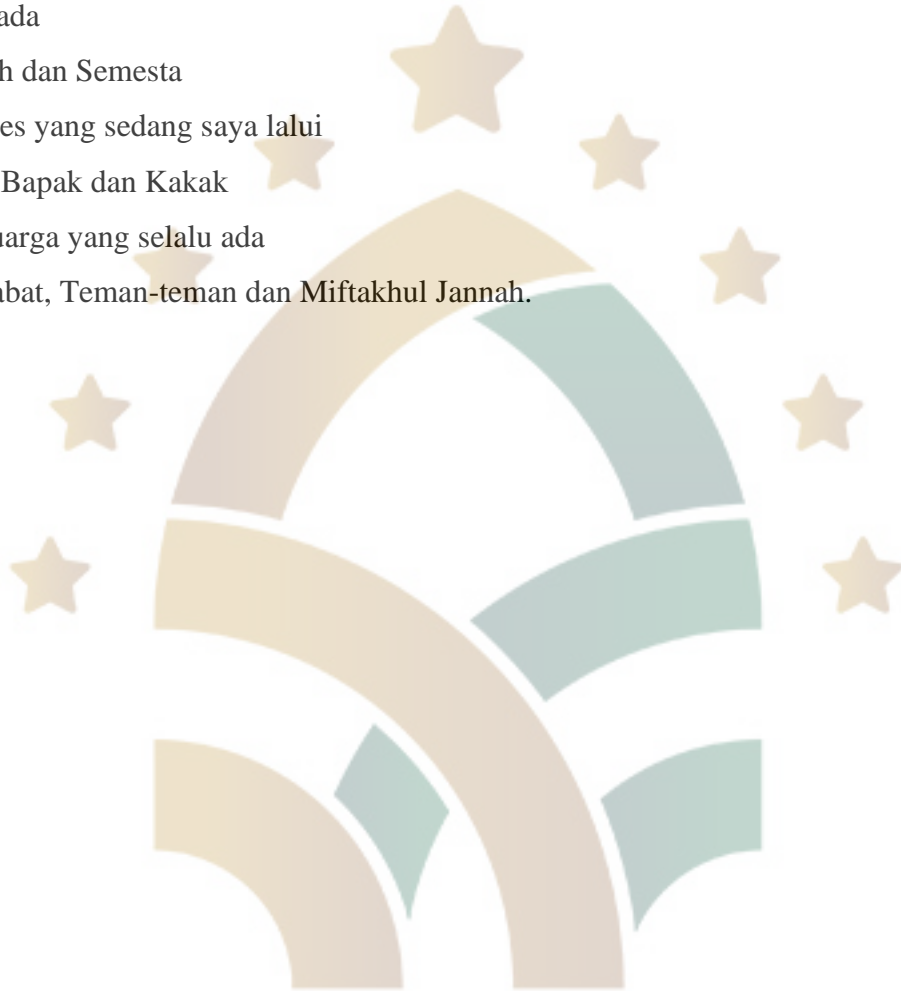 ada
h dan Semesta
es yang sedang saya lalui
Bapak dan Kakak
uarga yang selalu ada
abat, Teman-teman dan Miftakhul Jannah.